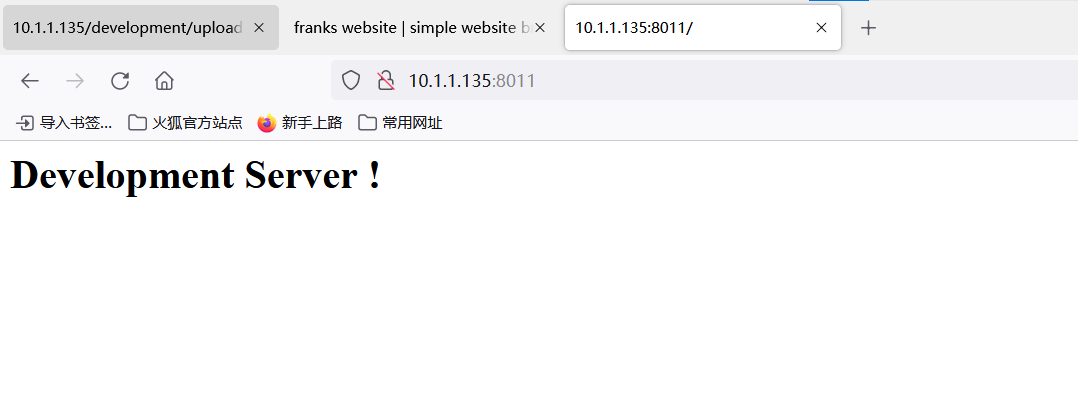 10.1.1.135/development/upload
franks website | simple website b
10.1.1.135:8011/
10.1.1.135:8011
导入书签...
火狐官方站点
新手上路
常用网址
Development Server !